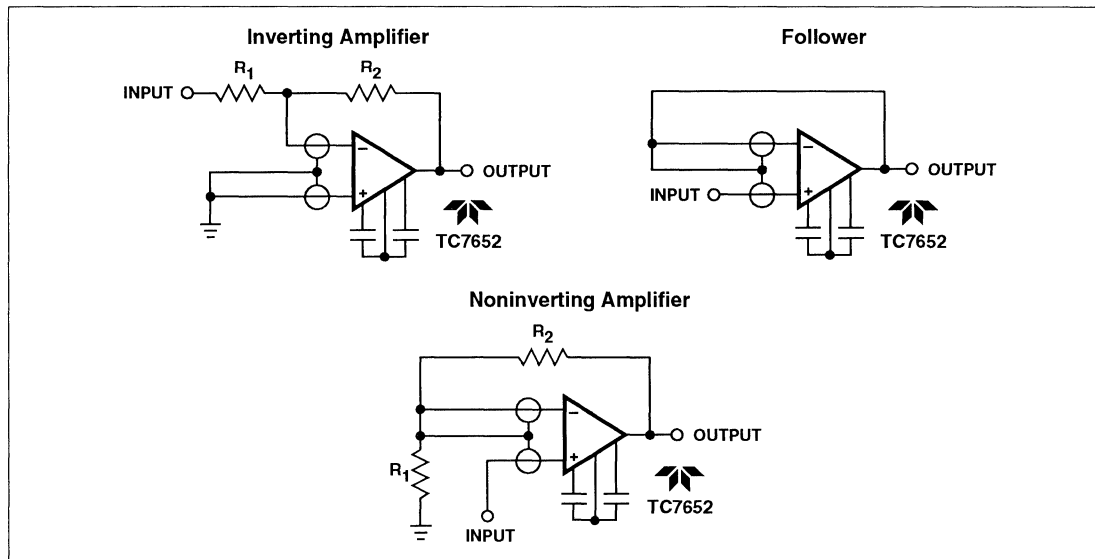 Inverting Amplifier
R1
R2
INPUT
−
+
OUTPUT
TC7652
Follower
−
+
INPUT
OUTPUT
TC7652
Noninverting Amplifier
R2
−
+
OUTPUT
R1
INPUT
TC7652